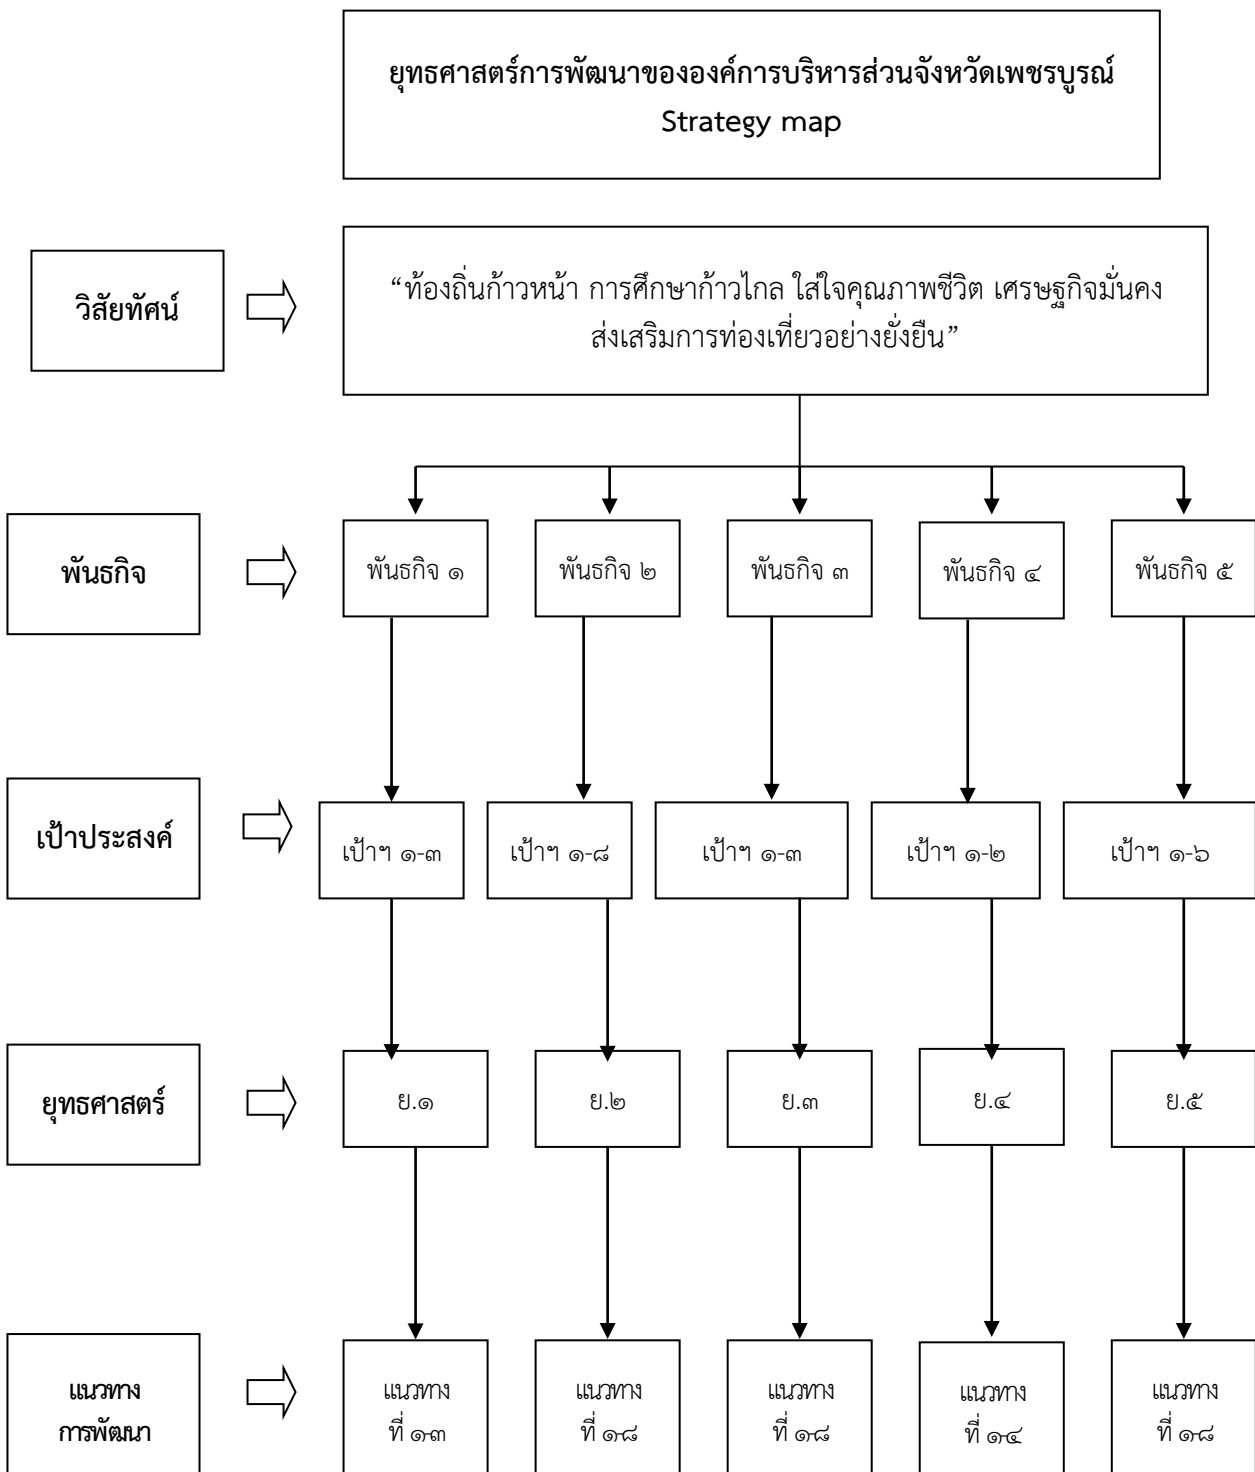 ยุทธศาสตร์การพัฒนาขององค์การบริหารส่วนจังหวัดเพชรบูรณ์
Strategy map
วิสัยทัศน์
“ท้องถิ่นก้าวหน้า การศึกษาก้าวไกล ใส่ใจคุณภาพชีวิต เศรษฐกิจมั่นคง
ส่งเสริมการท่องเที่ยวอย่างยั่งยืน”
พันธกิจ
พันธกิจ ๑
พันธกิจ ๒
พันธกิจ ๓
พันธกิจ ๔
พันธกิจ ๕
เป้าประสงค์
เป้าฯ ๑-๓
เป้าฯ ๑-๘
เป้าฯ ๑-๓
เป้าฯ ๑-๒
เป้าฯ ๑-๖
ยุทธศาสตร์
ย.๑
ย.๒
ย.๓
ย.๔
ย.๕
แนวทาง
การพัฒนา
แนวทาง
ที่ ๑-๓
แนวทาง
ที่ ๑-๘
แนวทาง
ที่ ๑-๘
แนวทาง
ที่ ๑-๔
แนวทาง
ที่ ๑-๘